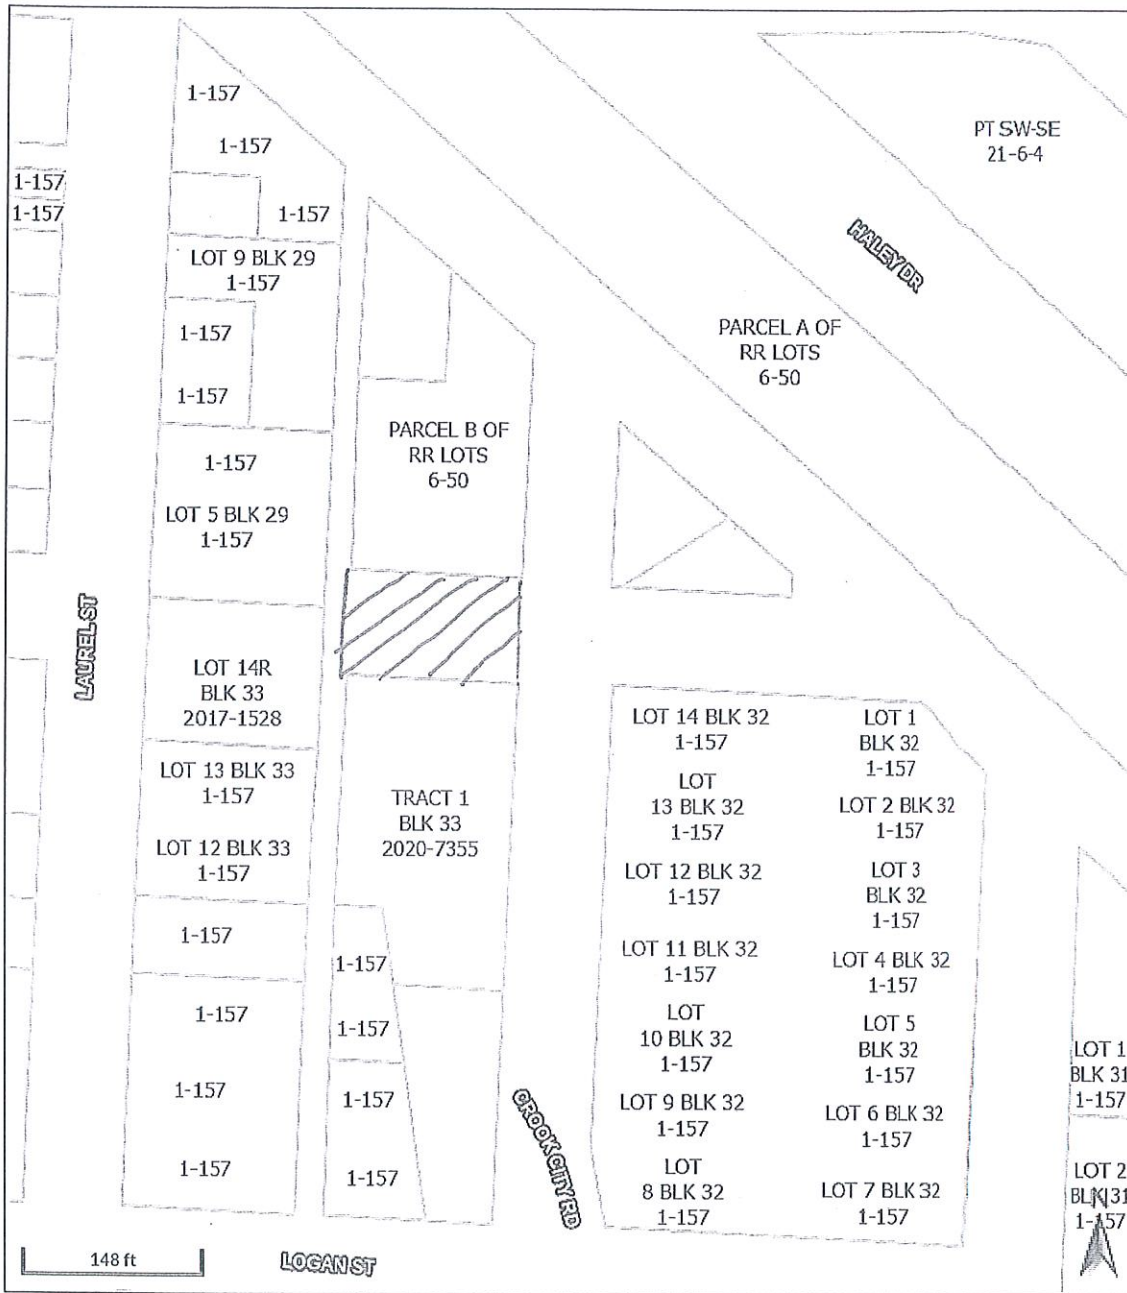 1-157
1-157
1-157
1-157
1-157
LOT 9 BLK 29
1-157
1-157
1-157
1-157
LOT 5 BLK 29
1-157
LAUREL ST
LOT 14R
BLK 33
2017-1528
LOT 13 BLK 33
1-157
LOT 12 BLK 33
1-157
1-157
1-157
1-157
1-157
PARCEL B OF
RR LOTS
6-50
TRACT 1
BLK 33
2020-7355
1-157
1-157
1-157
1-157
PT SW-SE
21-6-4
HALEY DR
PARCEL A OF
RR LOTS
6-50
LOT 14 BLK 32
1-157
LOT
13 BLK 32
1-157
LOT 12 BLK 32
1-157
LOT 11 BLK 32
1-157
LOT
10 BLK 32
1-157
LOT 9 BLK 32
1-157
LOT
8 BLK 32
1-157
LOT 1
BLK 32
1-157
LOT 2 BLK 32
1-157
LOT 3
BLK 32
1-157
LOT 4 BLK 32
1-157
LOT 5
BLK 32
1-157
LOT 6 BLK 32
1-157
LOT 7 BLK 32
1-157
LOT 1
BLK 31
1-157
LOT 2
BLK 31
1-157
N
CROOK CITY RD
148 ft
LOGAN ST